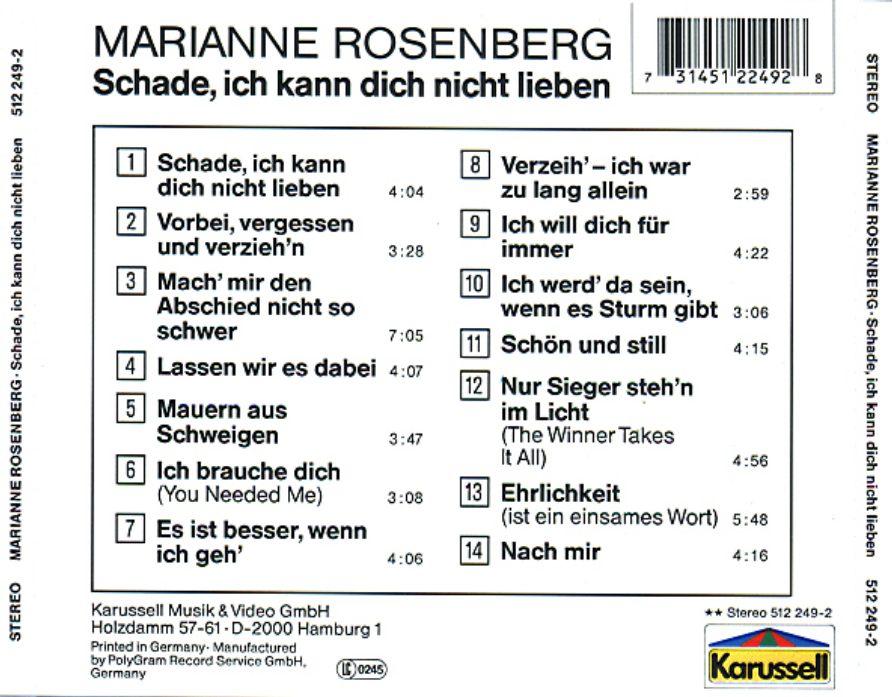 MARIANNE ROSENBERG
Schade, ich kann dich nicht lieben
7 31451 22492 8
1 Schade, ich kann
dich nicht lieben 4:04
2 Vorbei, vergessen
und verzieh'n 3:28
3 Mach' mir den
Abschied nicht so
schwer 7:05
4 Lassen wir es dabei 4:07
5 Mauern aus
Schweigen 3:47
6 Ich brauche dich
(You Needed Me) 3:08
7 Es ist besser, wenn
ich geh' 4:06
8 Verzeih' – ich war
zu lang allein 2:59
9 Ich will dich für
immer 4:22
10 Ich werd' da sein,
wenn es Sturm gibt 3:06
11 Schön und still 4:15
12 Nur Sieger steh'n
im Licht
(The Winner Takes
It All) 4:56
13 Ehrlichkeit
(ist ein einsames Wort) 5:48
14 Nach mir 4:16
Karussell Musik & Video GmbH
Holzdamm 57-61 · D-2000 Hamburg 1
Printed in Germany · Manufactured
by PolyGram Record Service GmbH,
Germany
LC 0245
** Stereo 512 249-2
Karussell
STEREO MARIANNE ROSENBERG · Schade, ich kann dich nicht lieben 512 249-2
STEREO MARIANNE ROSENBERG · Schade, ich kann dich nicht lieben 512 249-2